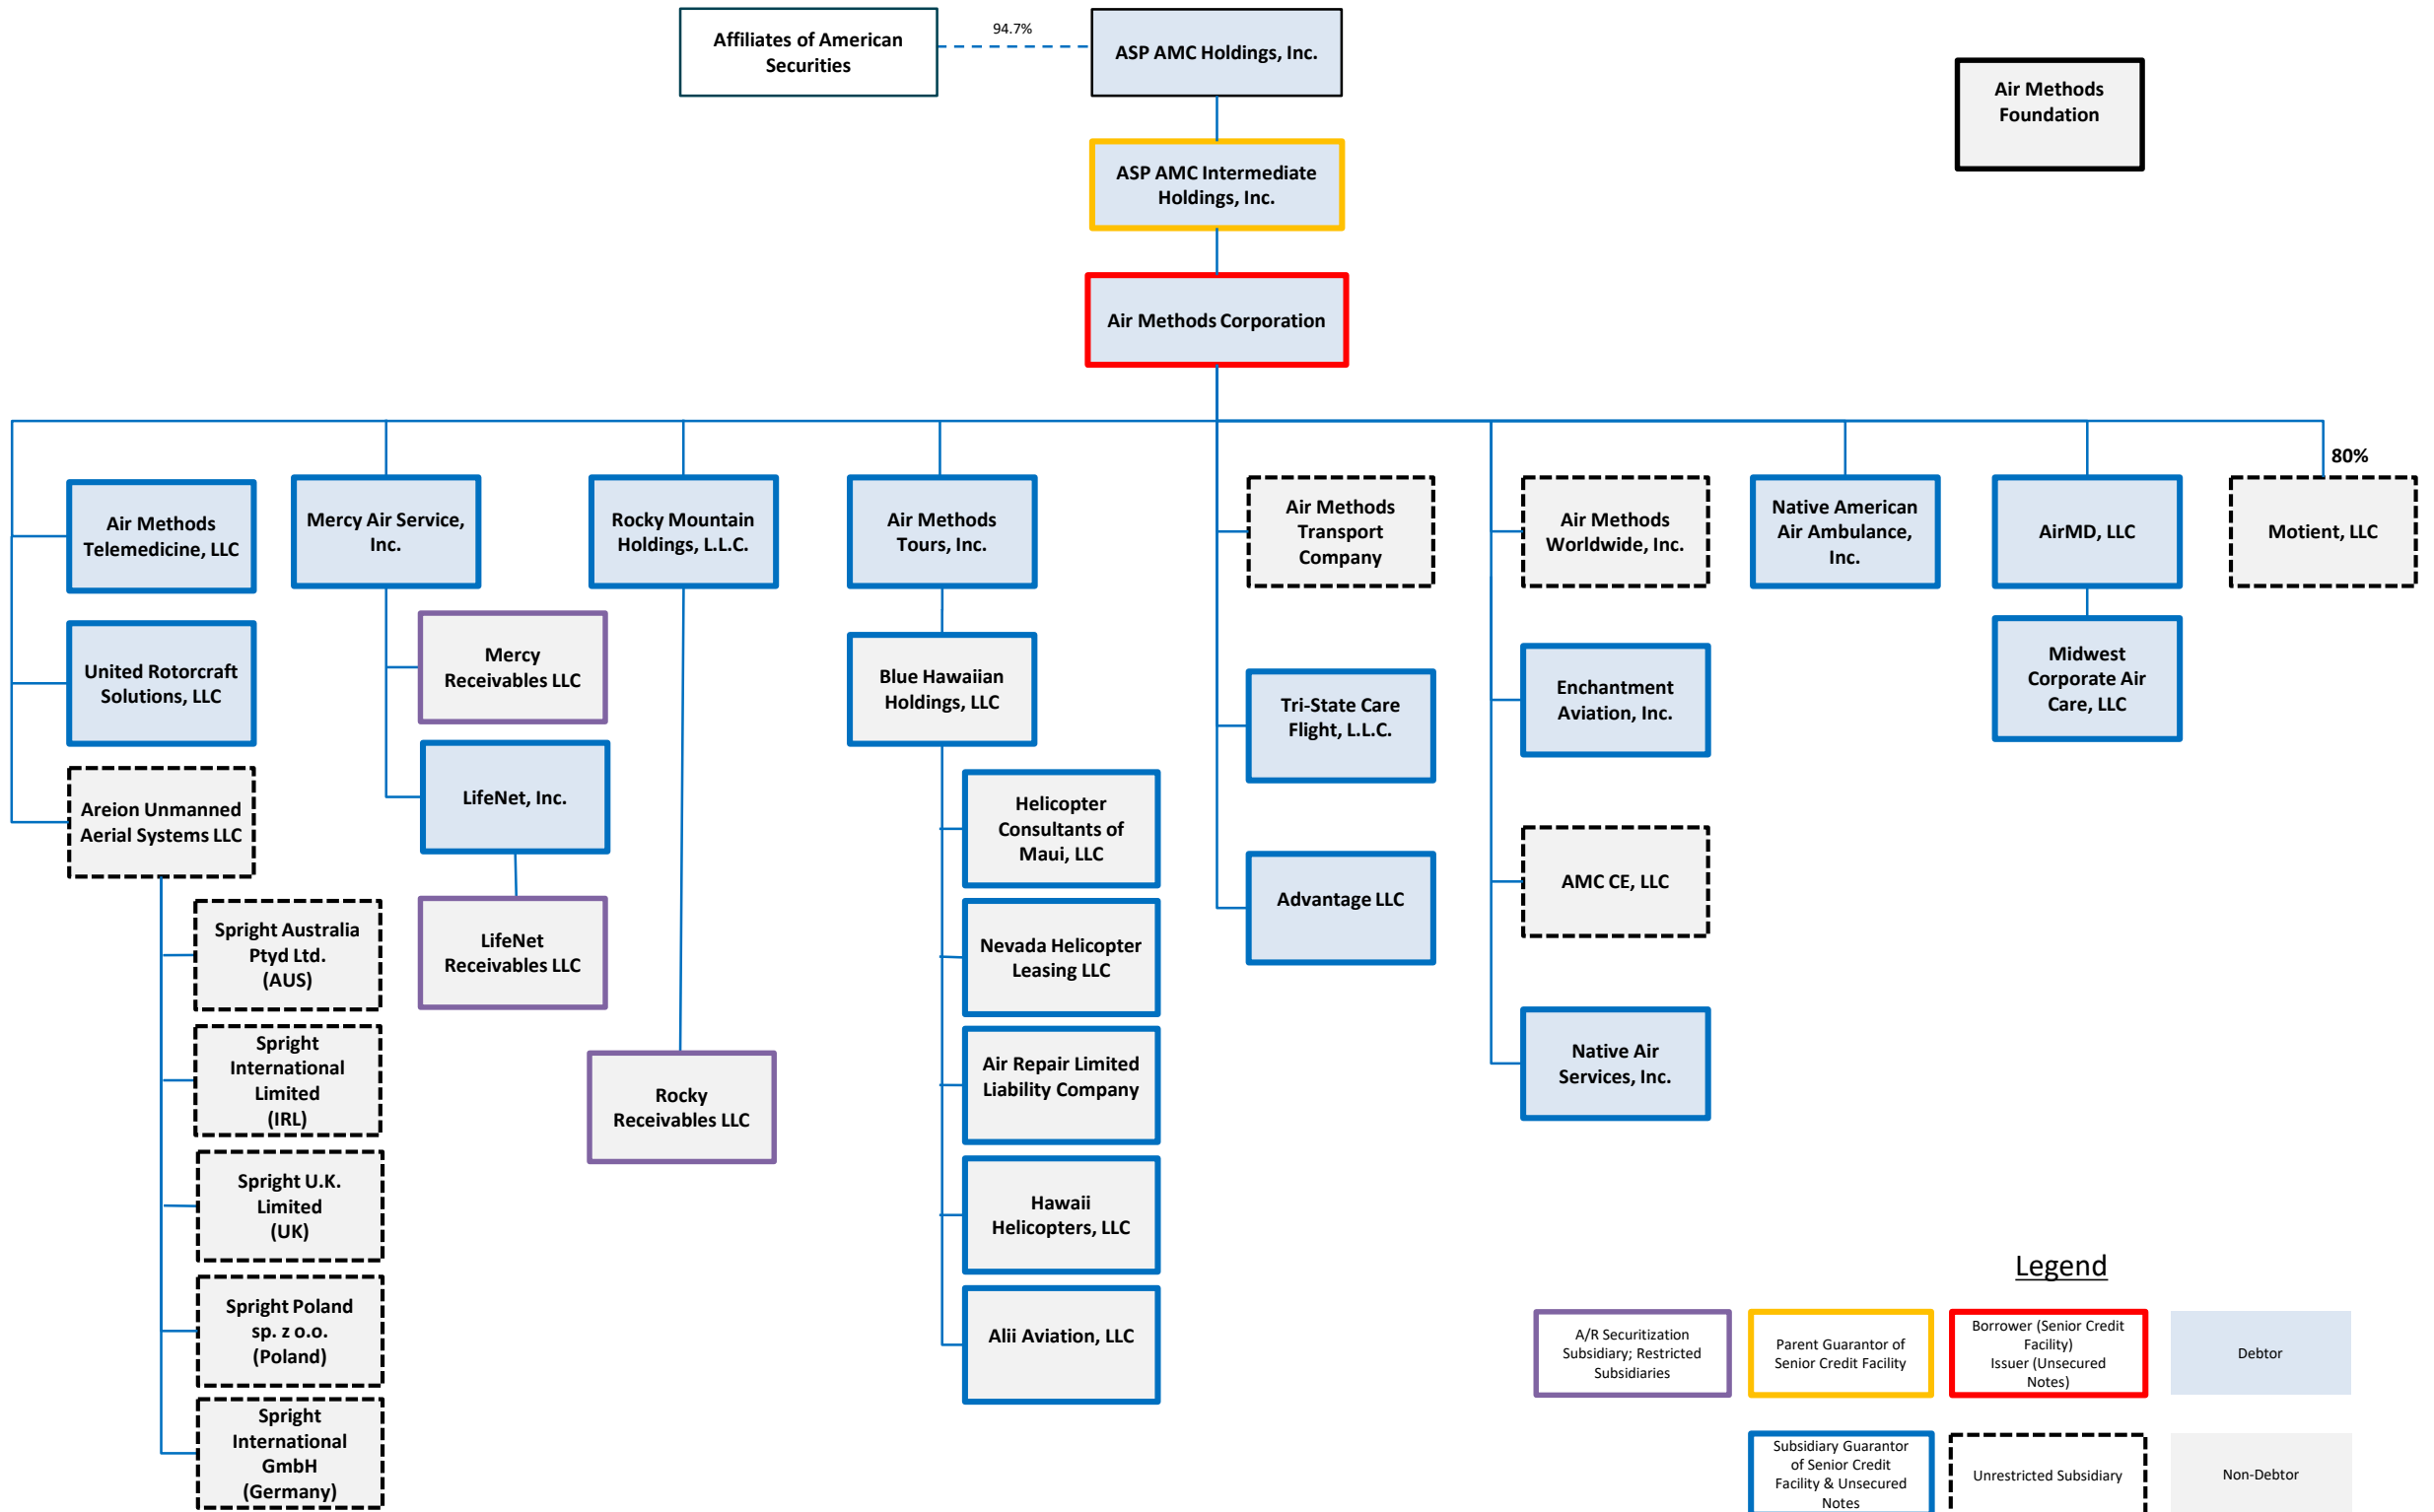 Affiliates of American
Securities
94.7%
ASP AMC Holdings, Inc.
Air Methods
Foundation
ASP AMC Intermediate
Holdings, Inc.
Air Methods Corporation
80%
Air Methods
Telemedicine, LLC
Mercy Air Service,
Inc.
Rocky Mountain
Holdings, L.L.C.
Air Methods
Tours, Inc.
Air Methods
Transport
Company
Air Methods
Worldwide, Inc.
Native American
Air Ambulance,
Inc.
AirMD, LLC
Motient, LLC
United Rotorcraft
Solutions, LLC
Mercy
Receivables LLC
Blue Hawaiian
Holdings, LLC
Tri-State Care
Flight, L.L.C.
Enchantment
Aviation, Inc.
Midwest
Corporate Air
Care, LLC
Areion Unmanned
Aerial Systems LLC
LifeNet, Inc.
Helicopter
Consultants of
Maui, LLC
Advantage LLC
AMC CE, LLC
Spright Australia
Ptyd Ltd.
(AUS)
LifeNet
Receivables LLC
Nevada Helicopter
Leasing LLC
Spright
International
Limited
(IRL)
Rocky
Receivables LLC
Air Repair Limited
Liability Company
Native Air
Services, Inc.
Spright U.K.
Limited
(UK)
Hawaii
Helicopters, LLC
Spright Poland
sp. z o.o.
(Poland)
Alii Aviation, LLC
Spright
International
GmbH
(Germany)
Legend
A/R Securitization
Subsidiary; Restricted
Subsidiaries
Parent Guarantor of
Senior Credit Facility
Borrower (Senior Credit
Facility)
Issuer (Unsecured
Notes)
Debtor
Subsidiary Guarantor
of Senior Credit
Facility & Unsecured
Notes
Unrestricted Subsidiary
Non-Debtor